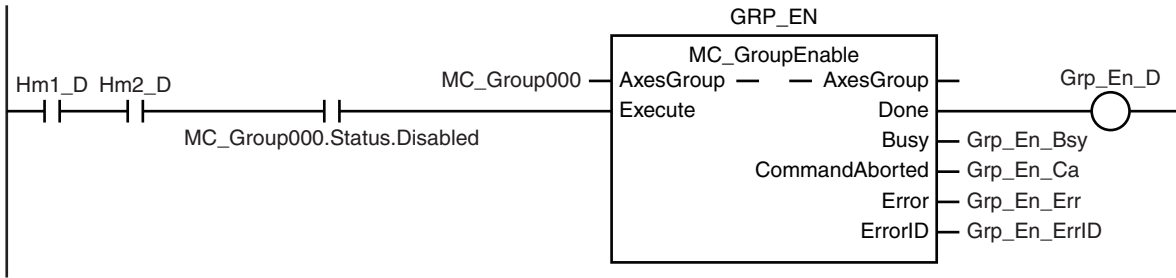 GRP_EN
MC_GroupEnable
Hm1_D Hm2_D
MC_Group000.Status.Disabled
MC_Group000 AxesGroup AxesGroup
Execute Done Grp_En_D
Busy Grp_En_Bsy
CommandAborted Grp_En_Ca
Error Grp_En_Err
ErrorID Grp_En_ErrID